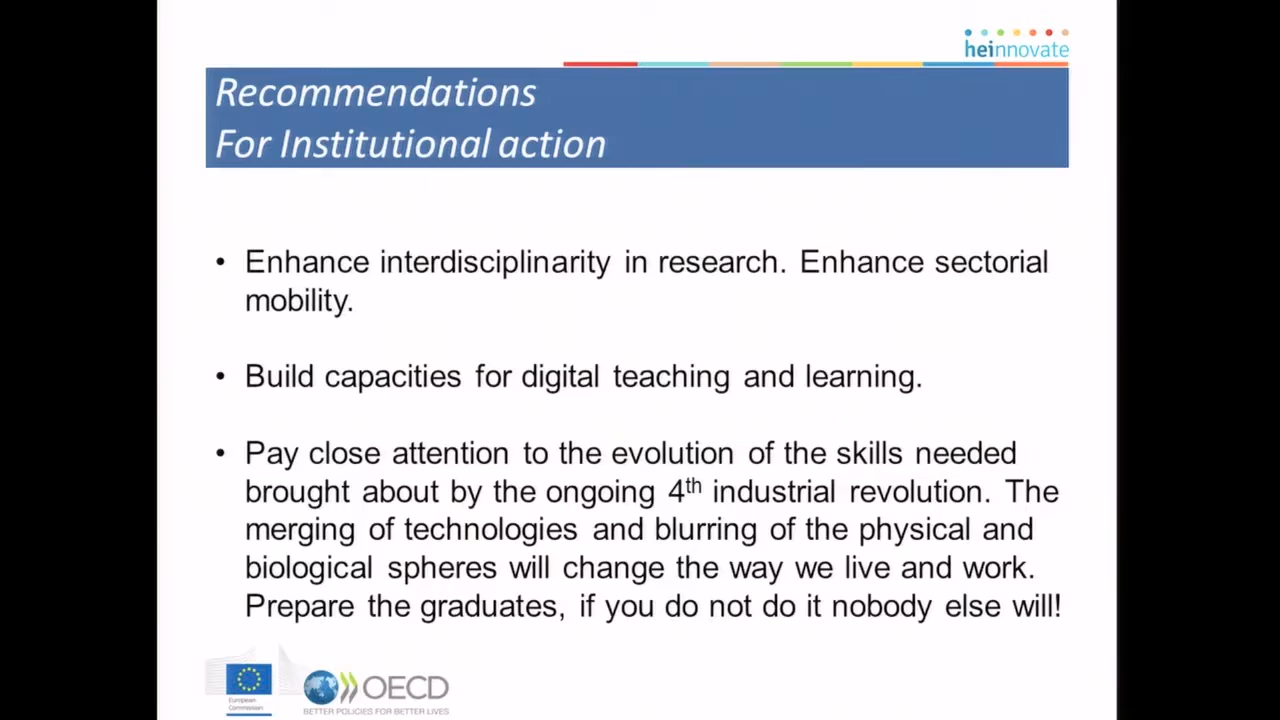 heinnovate
Recommendations
For Institutional action
• Enhance interdisciplinarity in research. Enhance sectorial
mobility.
• Build capacities for digital teaching and learning.
• Pay close attention to the evolution of the skills needed
brought about by the ongoing 4th industrial revolution. The
merging of technologies and blurring of the physical and
biological spheres will change the way we live and work.
Prepare the graduates, if you do not do it nobody else will!
European
Commission
OECD
BETTER POLICIES FOR BETTER LIVES